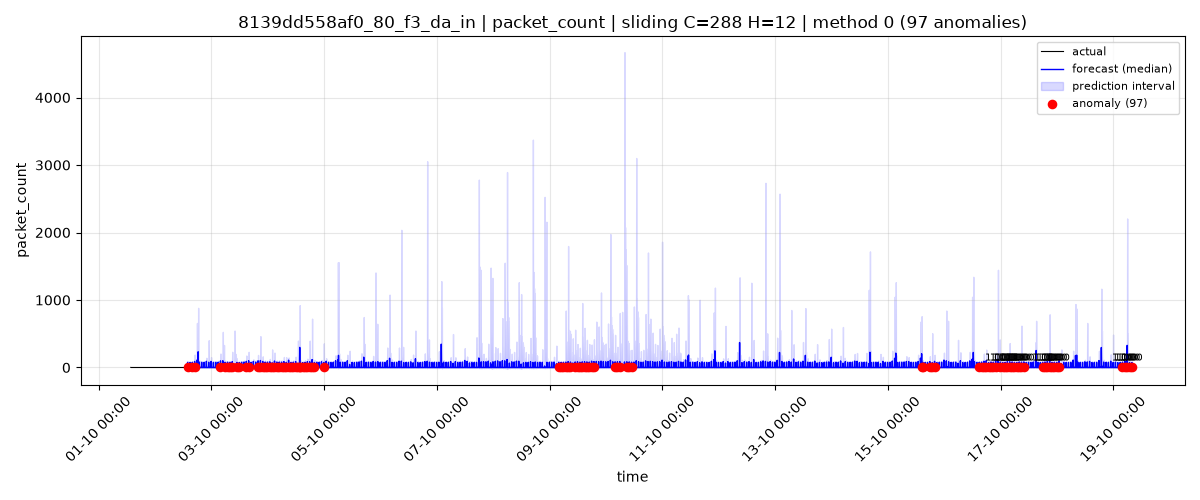 8139dd558af0_80_f3_da_in | packet_count | sliding C=288 H=12 | method 0 (97 anomalies)
actual
forecast (median)
prediction interval
anomaly (97)
packet_count
4000
3000
2000
1000
0
01-10 00:00
03-10 00:00
05-10 00:00
07-10 00:00
09-10 00:00
11-10 00:00
13-10 00:00
15-10 00:00
17-10 00:00
19-10 00:00
time